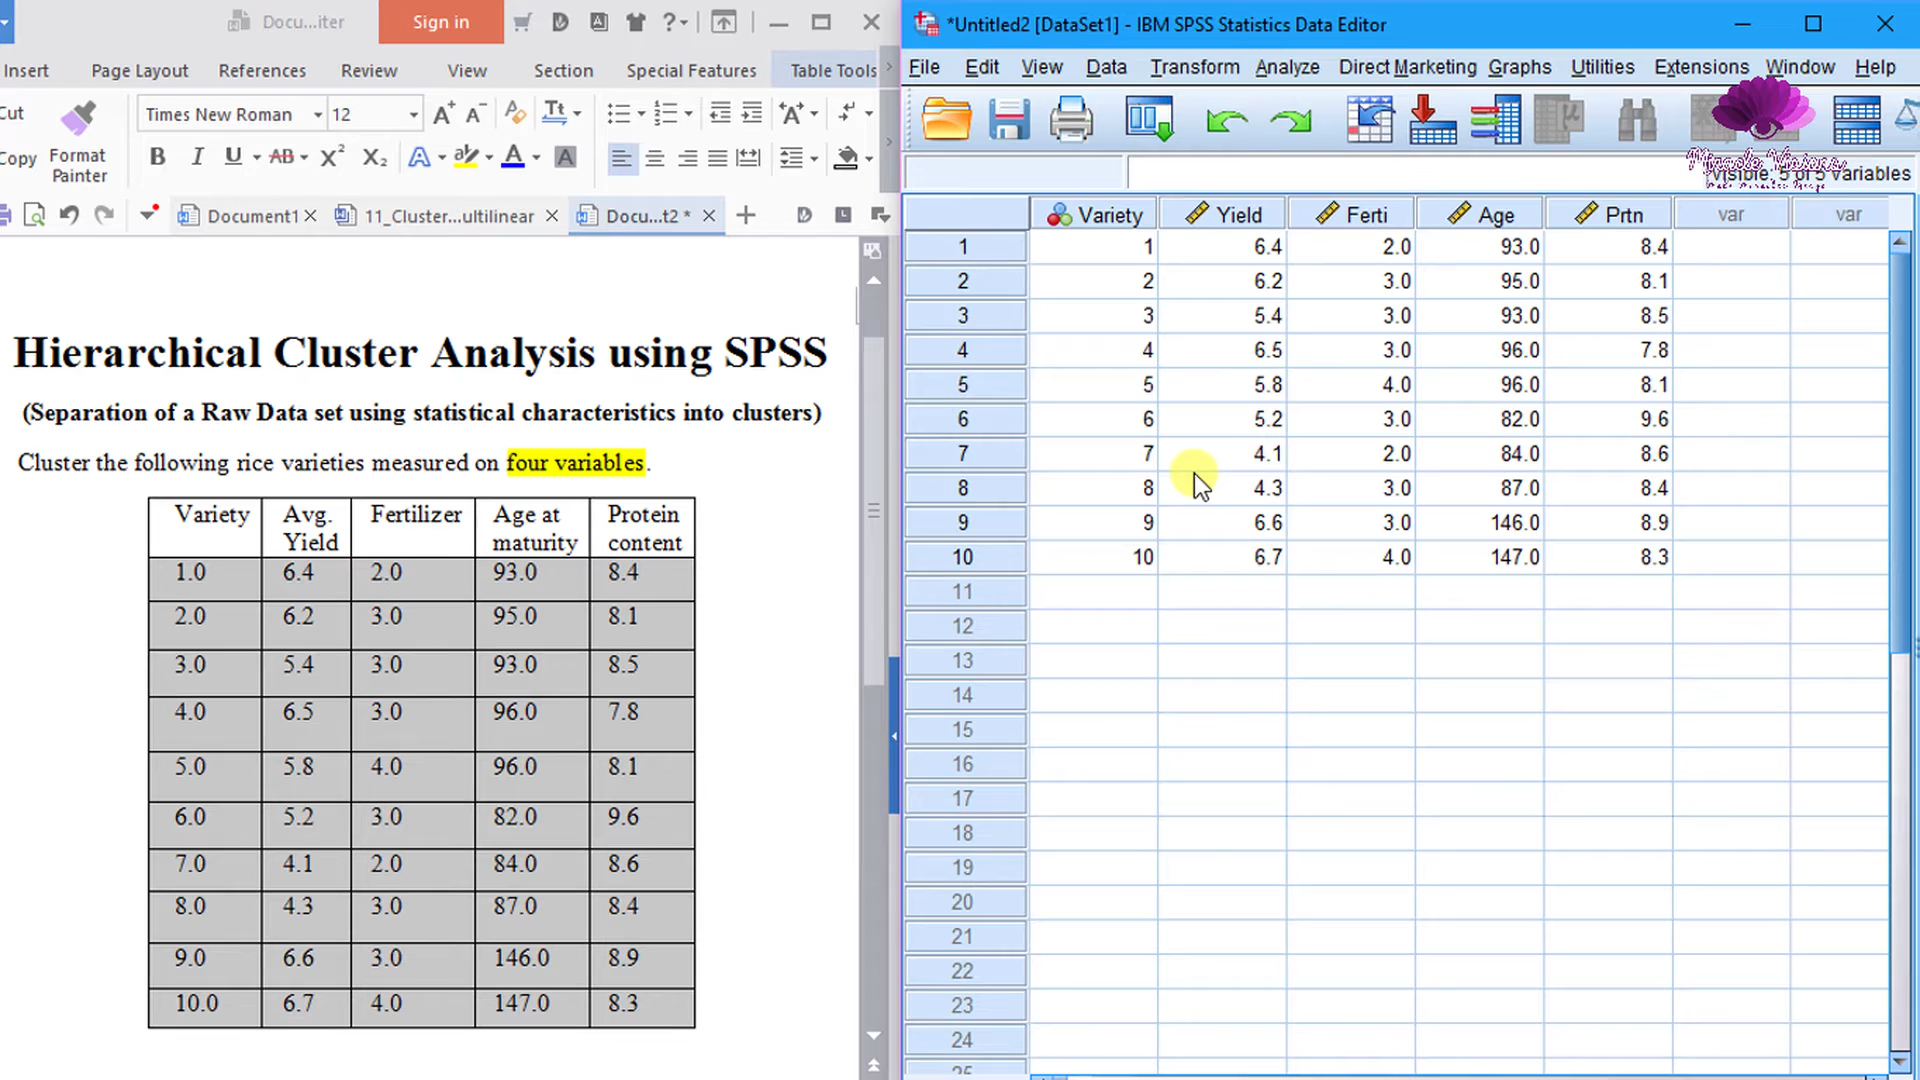 Docu...iter
Sign in
Insert Page Layout References Review View Section Special Features Table Tools
Cut
Copy
Format
Painter
Times New Roman 12
Document1 11_Cluster...ultilinear Docu...t2 *
Hierarchical Cluster Analysis using SPSS
(Separation of a Raw Data set using statistical characteristics into clusters)
Cluster the following rice varieties measured on four variables.
Variety Avg. Yield Fertilizer Age at maturity Protein content
1.0 6.4 2.0 93.0 8.4
2.0 6.2 3.0 95.0 8.1
3.0 5.4 3.0 93.0 8.5
4.0 6.5 3.0 96.0 7.8
5.0 5.8 4.0 96.0 8.1
6.0 5.2 3.0 82.0 9.6
7.0 4.1 2.0 84.0 8.6
8.0 4.3 3.0 87.0 8.4
9.0 6.6 3.0 146.0 8.9
10.0 6.7 4.0 147.0 8.3
*Untitled2 [DataSet1] - IBM SPSS Statistics Data Editor
File Edit View Data Transform Analyze Direct Marketing Graphs Utilities Extensions Window Help
Visible: 5 of 5 Variables
Variety Yield Ferti Age Prtn var var
1 1 6.4 2.0 93.0 8.4
2 2 6.2 3.0 95.0 8.1
3 3 5.4 3.0 93.0 8.5
4 4 6.5 3.0 96.0 7.8
5 5 5.8 4.0 96.0 8.1
6 6 5.2 3.0 82.0 9.6
7 7 4.1 2.0 84.0 8.6
8 8 4.3 3.0 87.0 8.4
9 9 6.6 3.0 146.0 8.9
10 10 6.7 4.0 147.0 8.3
11
12
13
14
15
16
17
18
19
20
21
22
23
24
25